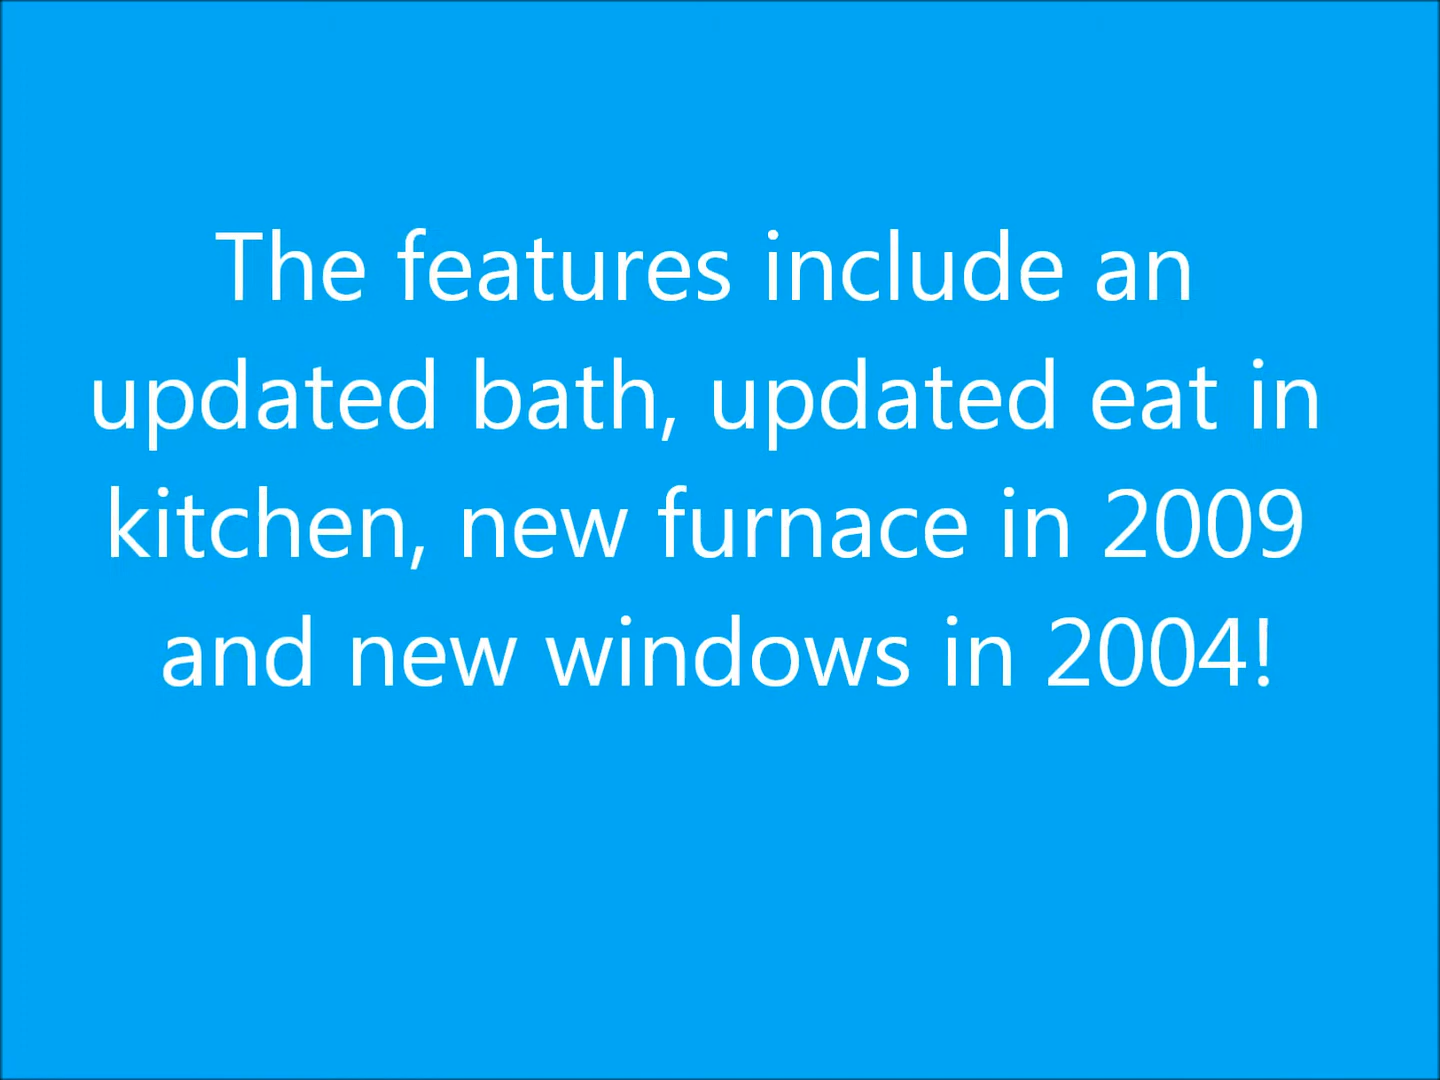 The features include an
updated bath, updated eat in
kitchen, new furnace in 2009
and new windows in 2004!